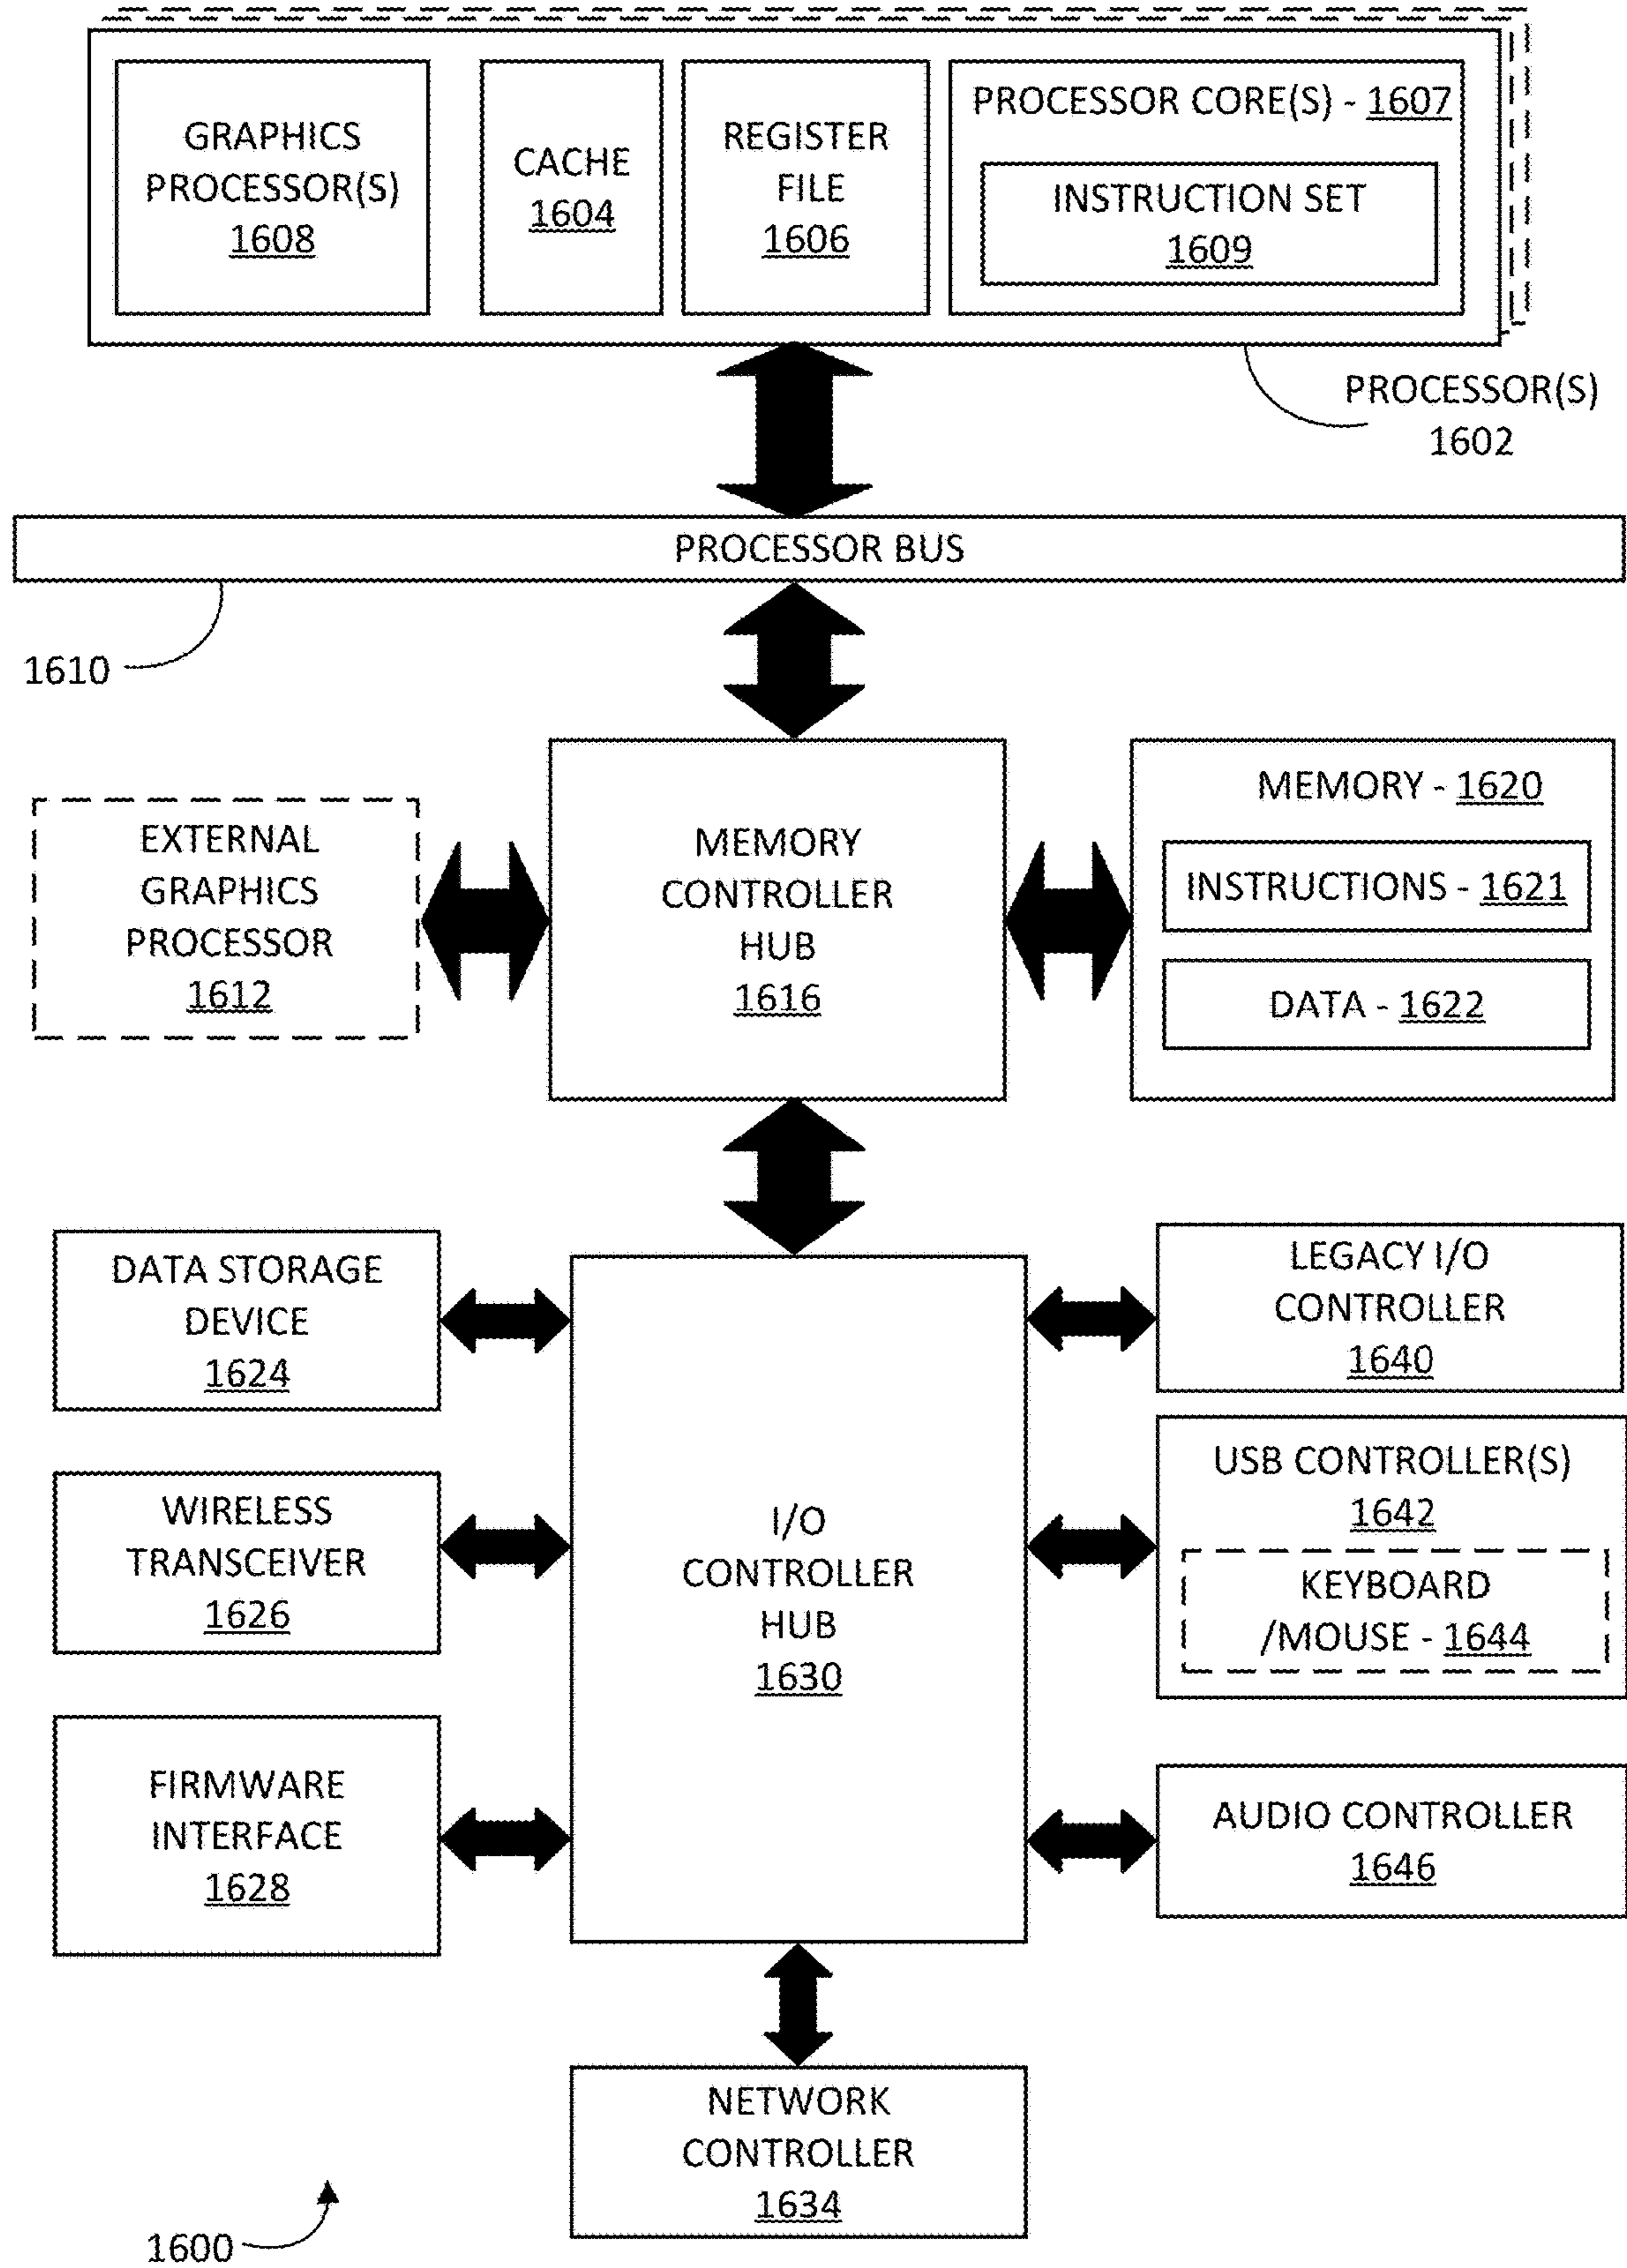 GRAPHICS
PROCESSOR(S)
1608
CACHE
1604
REGISTER
FILE
1606
PROCESSOR CORE(S) - 1607
INSTRUCTION SET
1609
PROCESSOR(S)
1602
PROCESSOR BUS
1610
EXTERNAL
GRAPHICS
PROCESSOR
1612
MEMORY
CONTROLLER
HUB
1616
MEMORY - 1620
INSTRUCTIONS - 1621
DATA - 1622
DATA STORAGE
DEVICE
1624
WIRELESS
TRANSCEIVER
1626
FIRMWARE
INTERFACE
1628
I/O
CONTROLLER
HUB
1630
LEGACY I/O
CONTROLLER
1640
USB CONTROLLER(S)
1642
KEYBOARD
/MOUSE - 1644
AUDIO CONTROLLER
1646
NETWORK
CONTROLLER
1634
1600